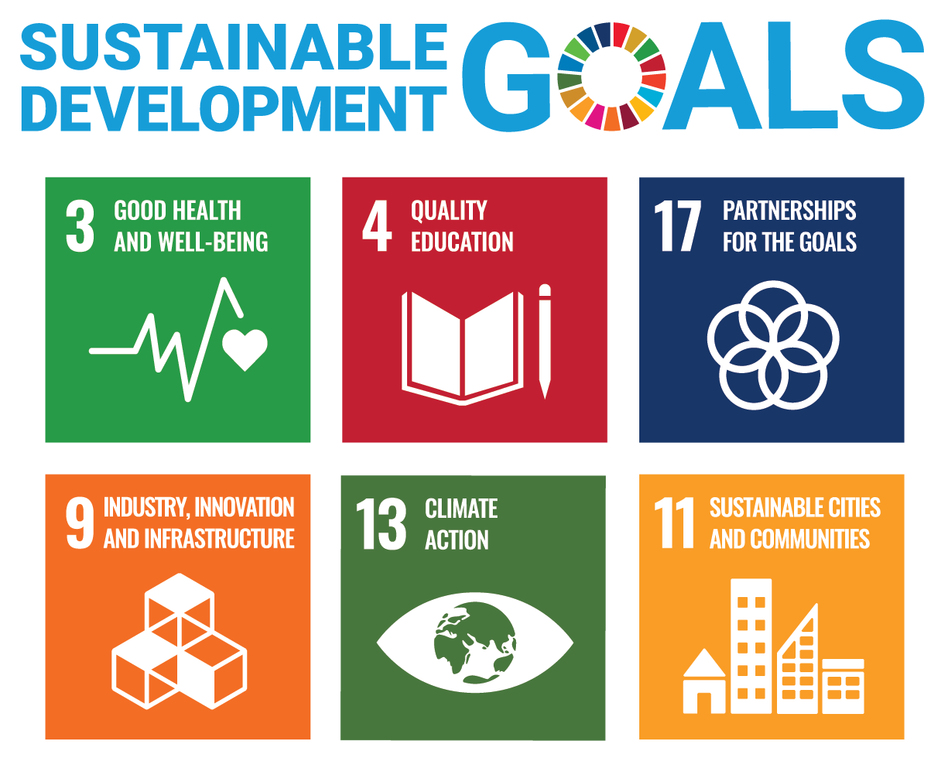 SUSTAINABLE
DEVELOPMENT
GOALS
3 GOOD HEALTH
AND WELL-BEING
4 QUALITY
EDUCATION
17 PARTNERSHIPS
FOR THE GOALS
9 INDUSTRY, INNOVATION
AND INFRASTRUCTURE
13 CLIMATE
ACTION
11 SUSTAINABLE CITIES
AND COMMUNITIES